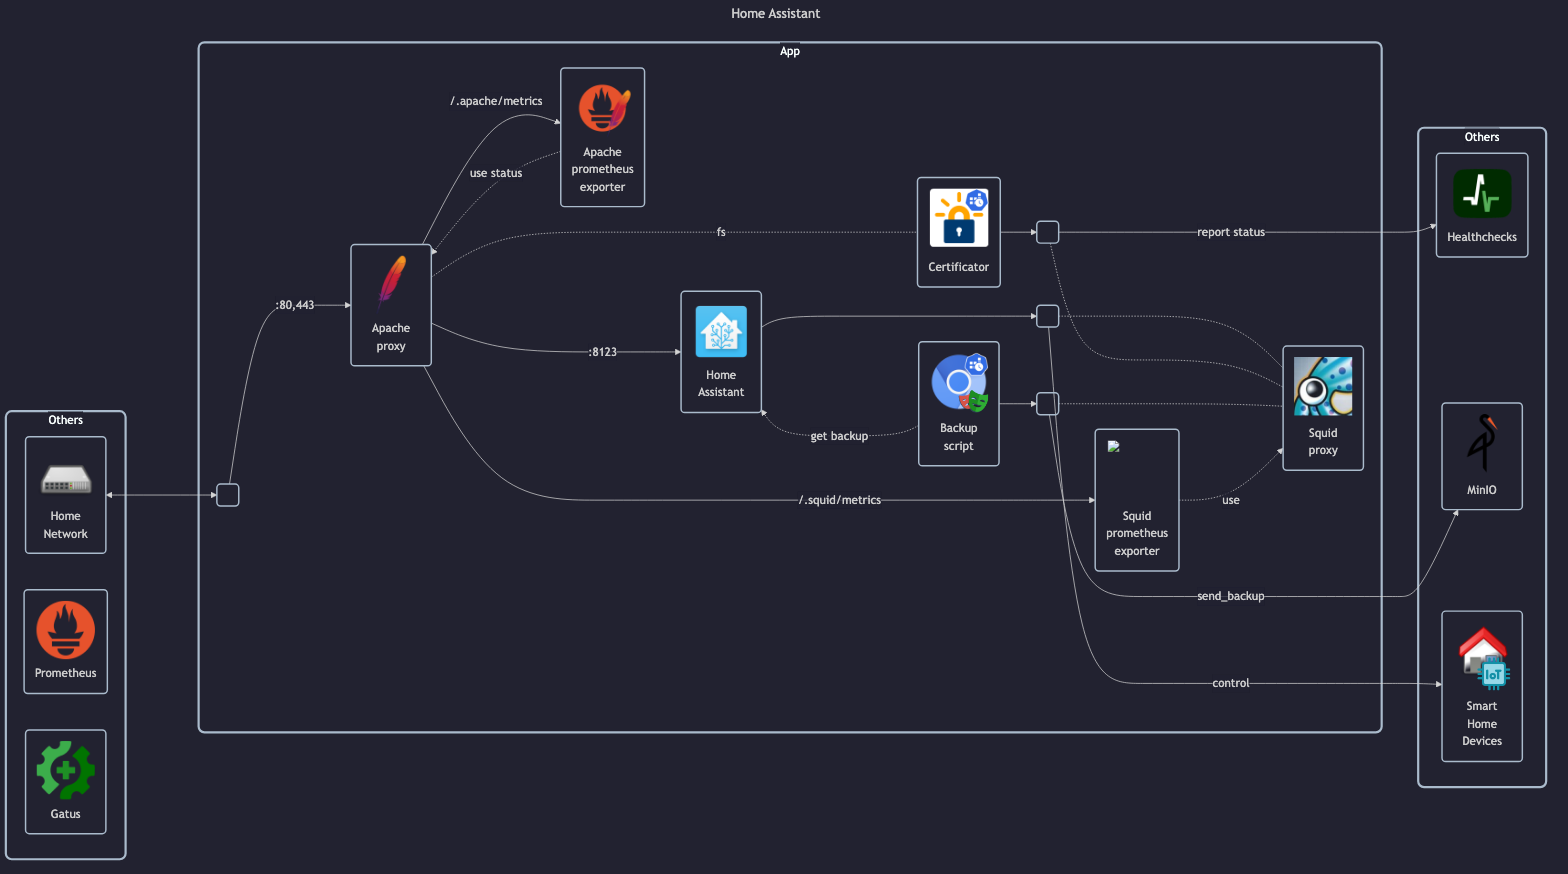 Home Assistant
App
/.apache/metrics
Apache
prometheus
exporter
use status
Others
Healthchecks
fs
Certificator
report status
:80,443
Apache
proxy
:8123
Home
Assistant
get backup
Backup
script
Squid
proxy
MinIO
Others
Home
Network
/.squid/metrics
Squid
prometheus
exporter
use
send_backup
Prometheus
control
IoT
Smart
Home
Devices
Gatus